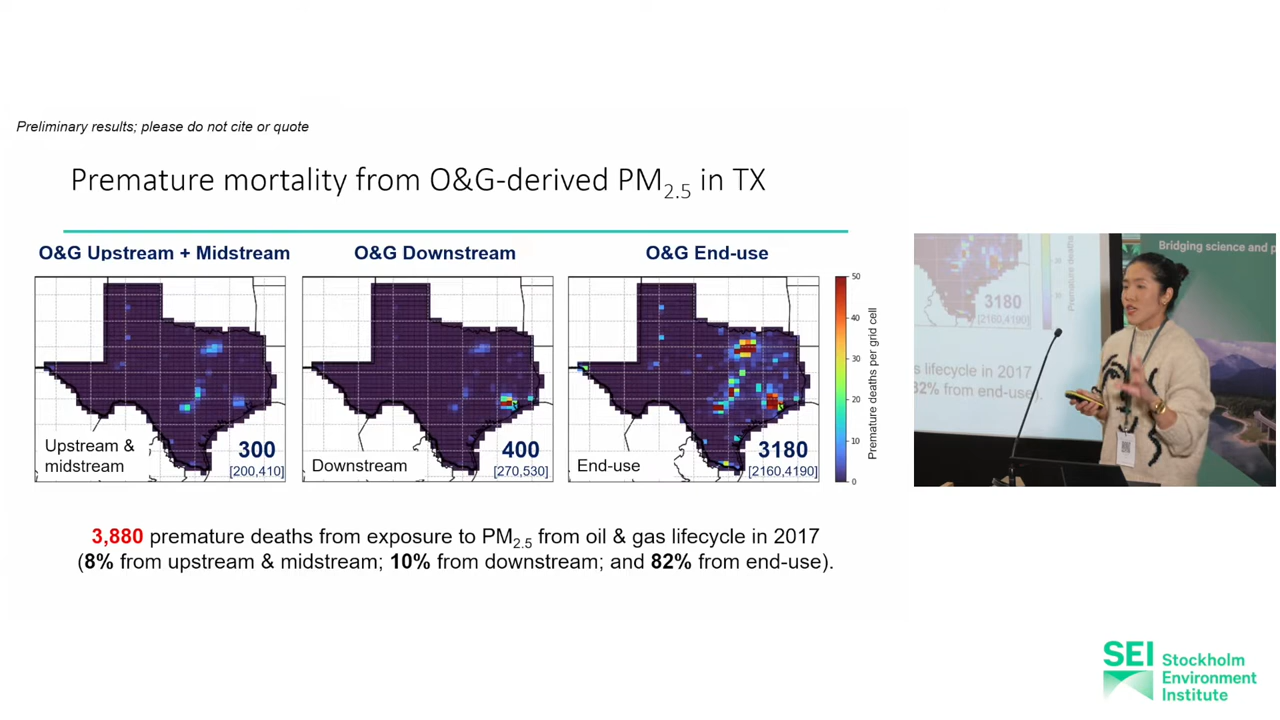 Preliminary results; please do not cite or quote
Premature mortality from O&G-derived PM2.5 in TX
O&G Upstream + Midstream
O&G Downstream
O&G End-use
Upstream &
midstream
300
[200,410]
Downstream
400
[270,530]
End-use
3180
[2160,4190]
50
40
30
20
10
0
Premature deaths per grid cell
3,880 premature deaths from exposure to PM2.5 from oil & gas lifecycle in 2017
(8% from upstream & midstream; 10% from downstream; and 82% from end-use).
Bridging science and p
Premature deaths
3180
[2160,4190]
s lifecycle in 2017
82% from end-use).
SEI Stockholm
Environment
Institute